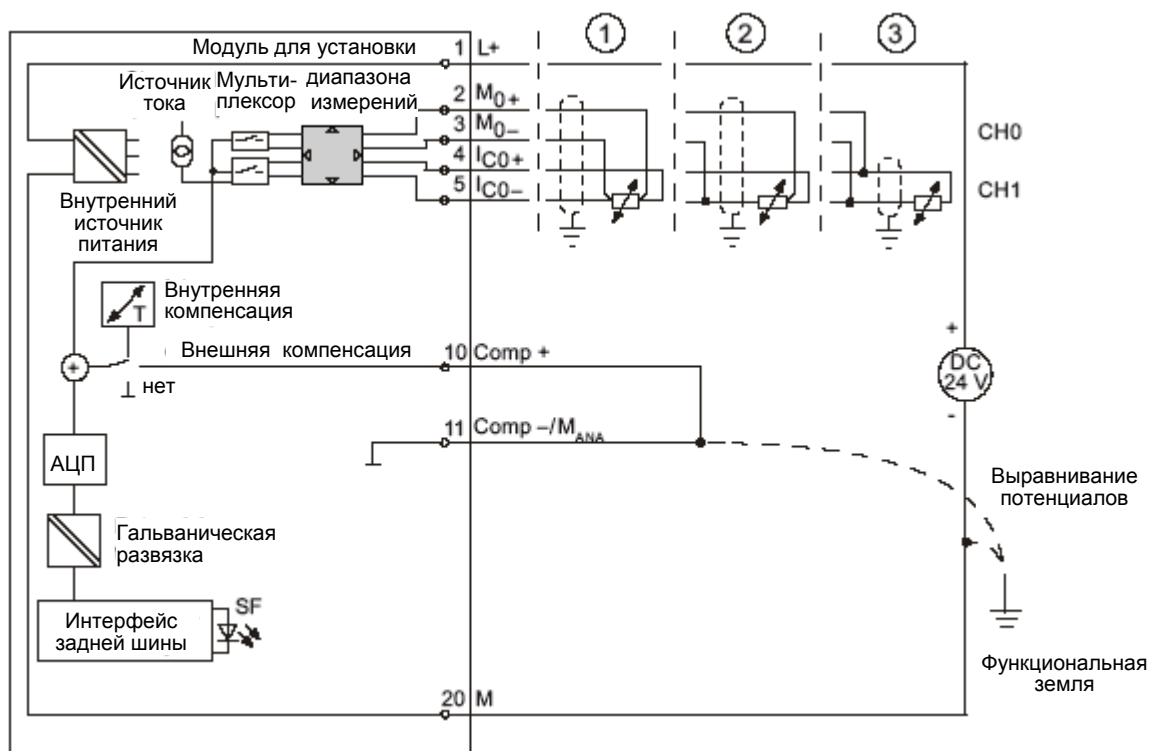 1 2 3
Модуль для установки
диапазона
измерений
1 L+
Источник
тока
Мульти-
плексор
2 M0+
3 M0–
4 IC0+
5 IC0–
CH0
CH1
Внутренний
источник
питания
Внутренняя
компенсация
T
Внешняя компенсация
10 Comp +
+
нет
+
DC
24 V
-
11 Comp –/MANA
АЦП
Выравнивание
потенциалов
Гальваническая
развязка
SF
Интерфейс
задней шины
Функциональная
земля
20 M